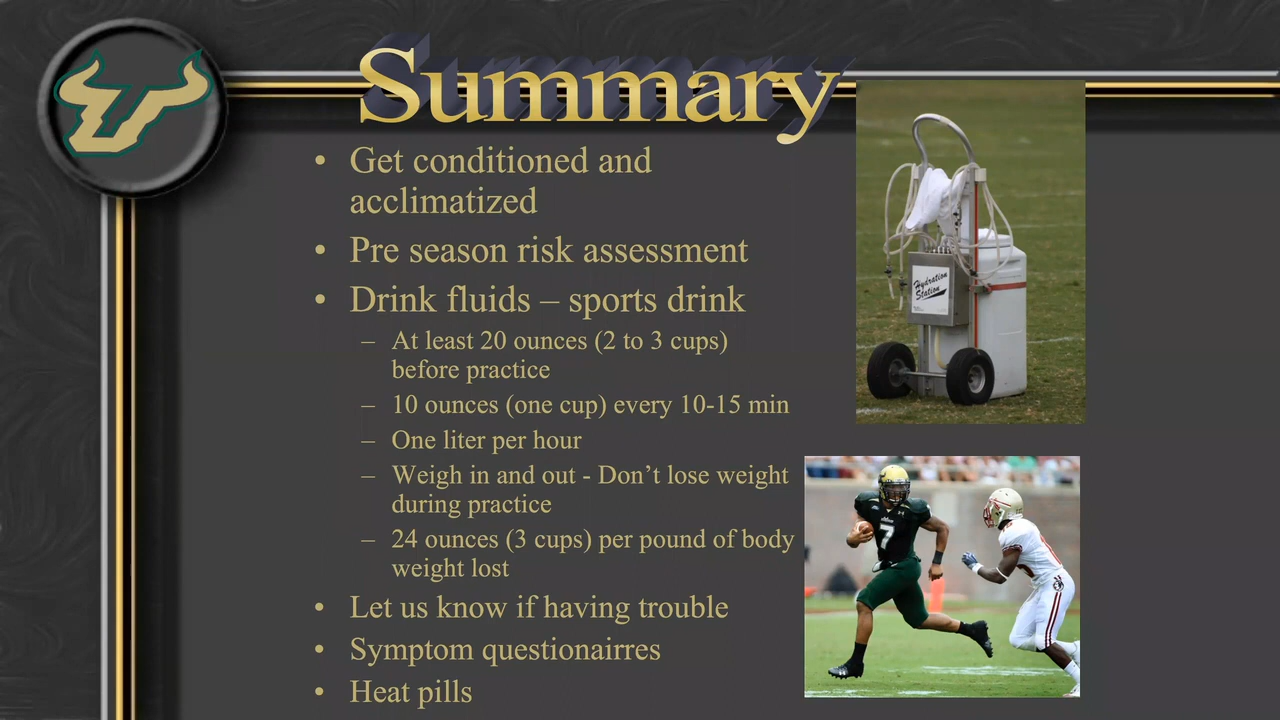 Summary
• Get conditioned and
acclimatized
• Pre season risk assessment
• Drink fluids – sports drink
– At least 20 ounces (2 to 3 cups)
before practice
– 10 ounces (one cup) every 10-15 min
– One liter per hour
– Weigh in and out - Don’t lose weight
during practice
– 24 ounces (3 cups) per pound of body
weight lost
• Let us know if having trouble
• Symptom questionairres
• Heat pills
Hydration
Station
7